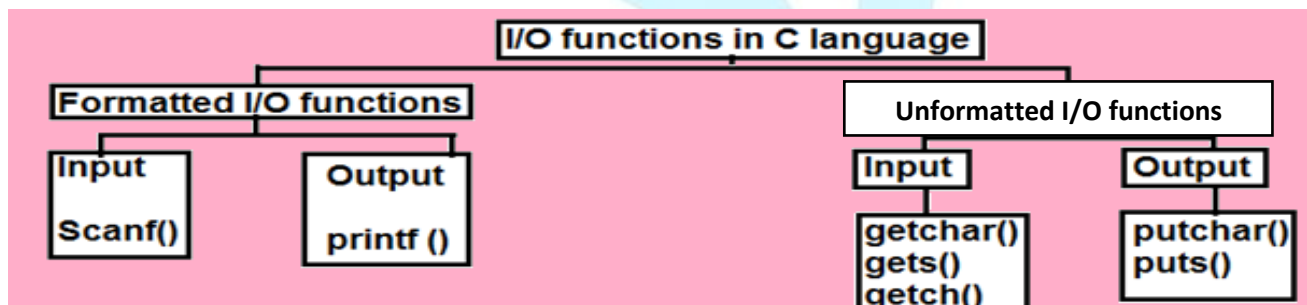 I/O functions in C language
Formatted I/O functions
Unformatted I/O functions
Input
Scanf()
Output
printf ()
Input
getchar()
gets()
getch()
Output
putchar()
puts()